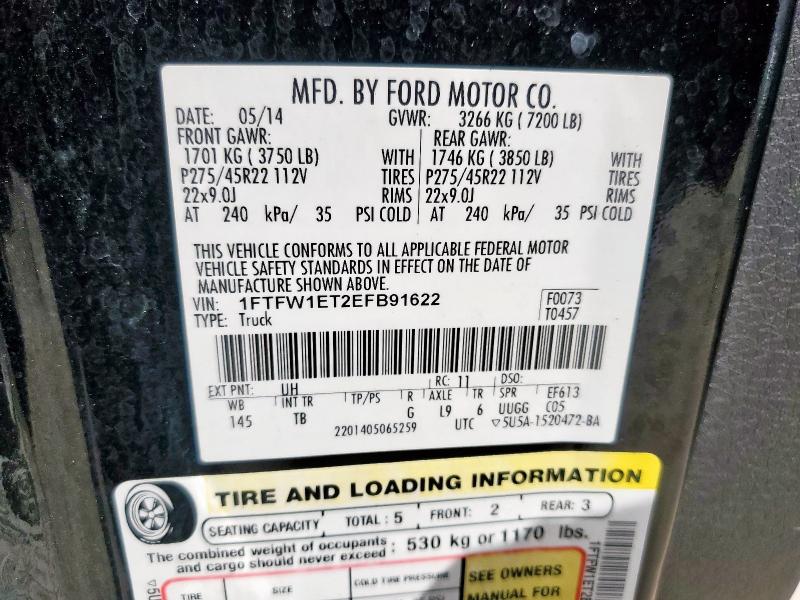 MFD. BY FORD MOTOR CO.
DATE: 05/14 GVWR: 3266 KG ( 7200 LB)
FRONT GAWR: REAR GAWR:
1701 KG ( 3750 LB) WITH 1746 KG ( 3850 LB) WITH
P275/45R22 112V TIRES P275/45R22 112V TIRES
22x9.0J RIMS 22x9.0J RIMS
AT 240 kPa/ 35 PSI COLD AT 240 kPa/ 35 PSI COLD
THIS VEHICLE CONFORMS TO ALL APPLICABLE FEDERAL MOTOR
VEHICLE SAFETY STANDARDS IN EFFECT ON THE DATE OF
MANUFACTURE SHOWN ABOVE.
VIN: 1FTFW1ET2EFB91622 F0073
TYPE: Truck T0457
EXT PNT: UH RC: 11 DSO:
WB INT TR TP/PS R AXLE TR SPR EF613
145 TB G L9 6 UUGG C05
2201405065259 UTC ▽5U5A-1520472-BA
TIRE AND LOADING INFORMATION
SEATING CAPACITY TOTAL : 5 FRONT: 2 REAR: 3
The combined weight of occupants : 530 kg or 1170 lbs.
and cargo should never exceed :
TIRE SIZE COLD TIRE PRESSURE SEE OWNERS
MANUAL FOR